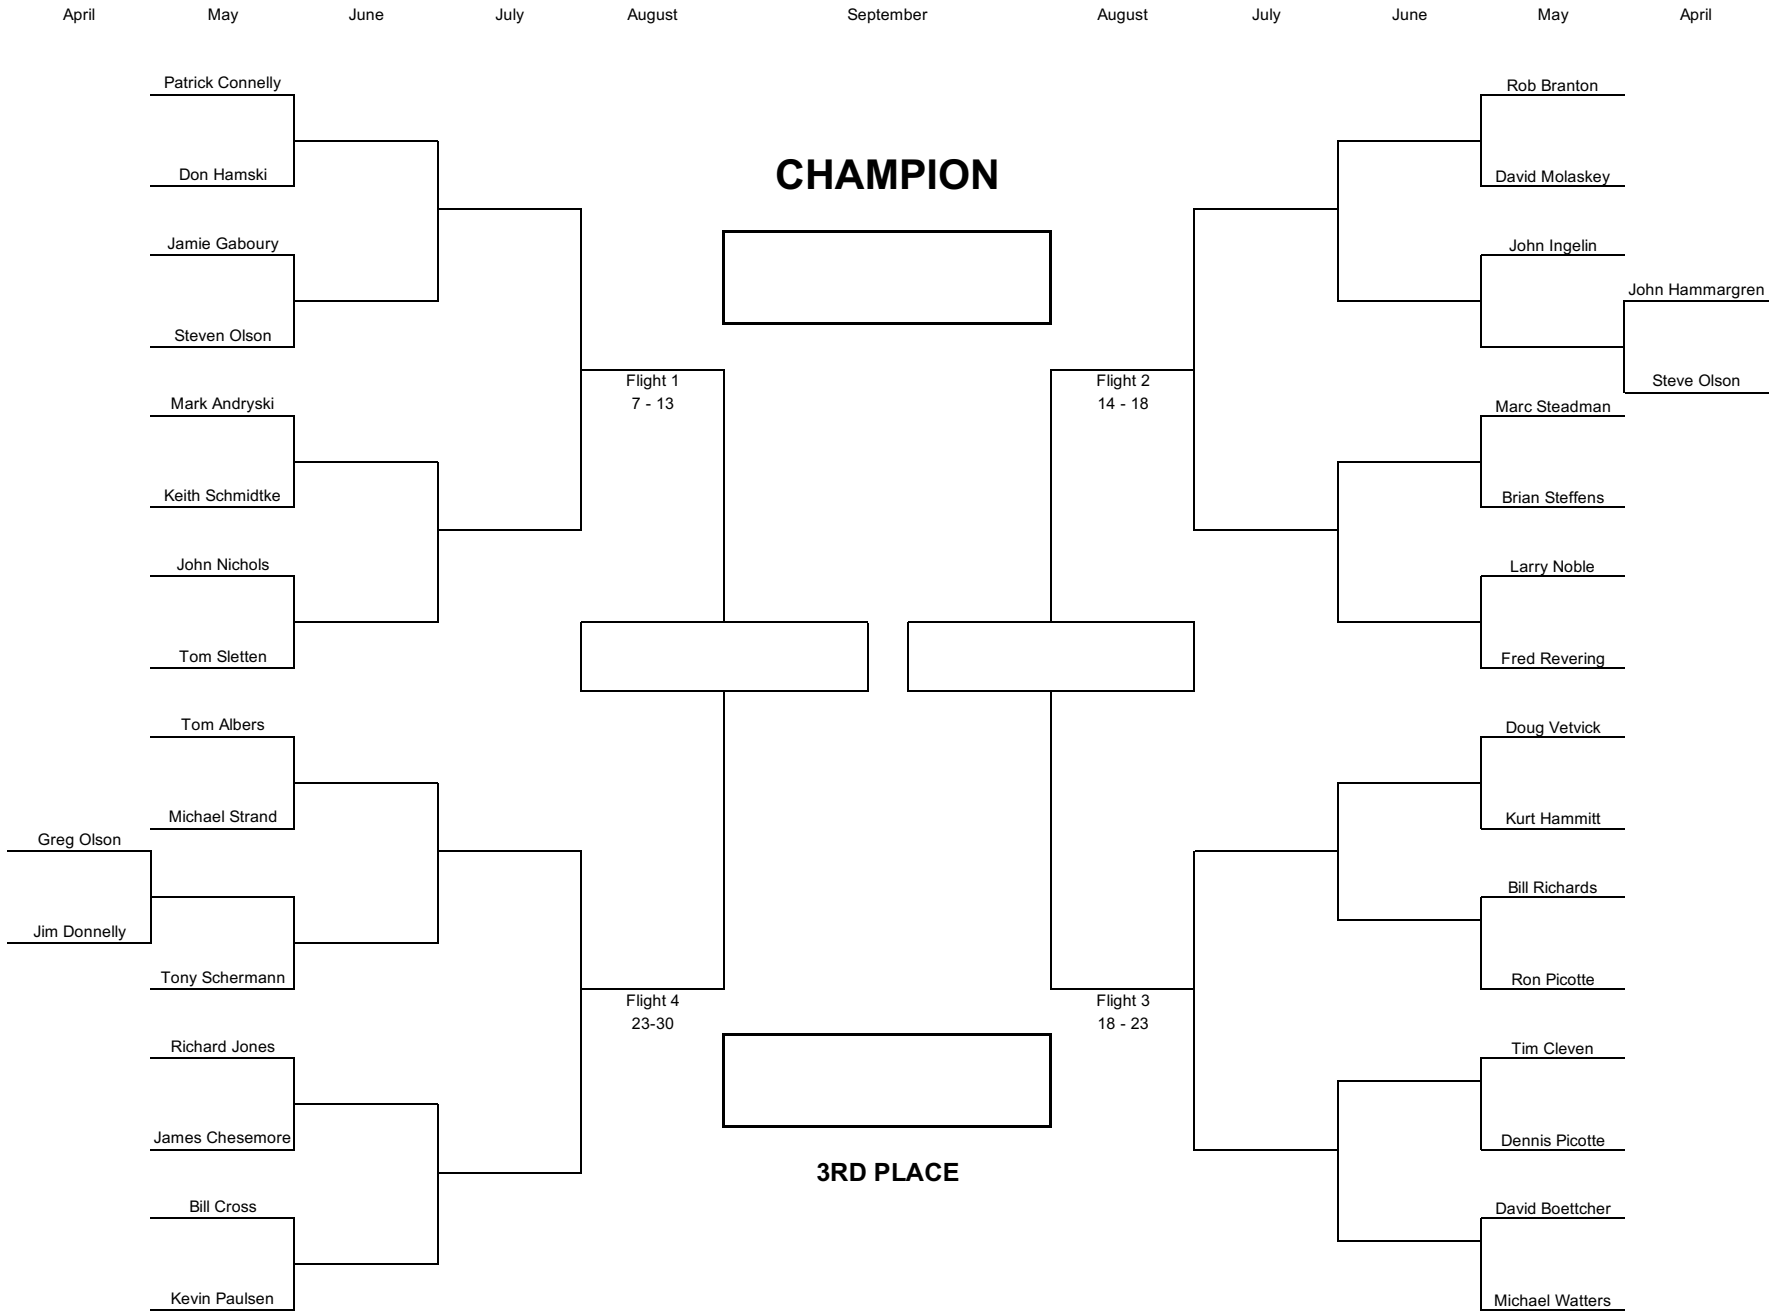 April May June July August September August July June May April
Patrick Connelly
Rob Branton
CHAMPION
Don Hamski
David Molaskey
Jamie Gaboury
John Ingelin
John Hammargren
Steven Olson
Flight 1
7 - 13
Flight 2
14 - 18
Steve Olson
Mark Andryski
Marc Steadman
Keith Schmidtke
Brian Steffens
John Nichols
Larry Noble
Tom Sletten
Fred Revering
Tom Albers
Doug Vetvick
Michael Strand
Kurt Hammitt
Greg Olson
Bill Richards
Jim Donnelly
Tony Schermann
Ron Picotte
Flight 4
23-30
Flight 3
18 - 23
Richard Jones
Tim Cleven
James Chesemore
Dennis Picotte
3RD PLACE
Bill Cross
David Boettcher
Kevin Paulsen
Michael Watters